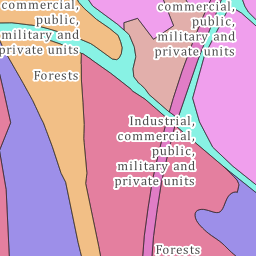 commercial,
public,
military and
private units
commercial,
public,
military and
private units
Forests
Industrial,
commercial,
public,
military and
private units
Forests